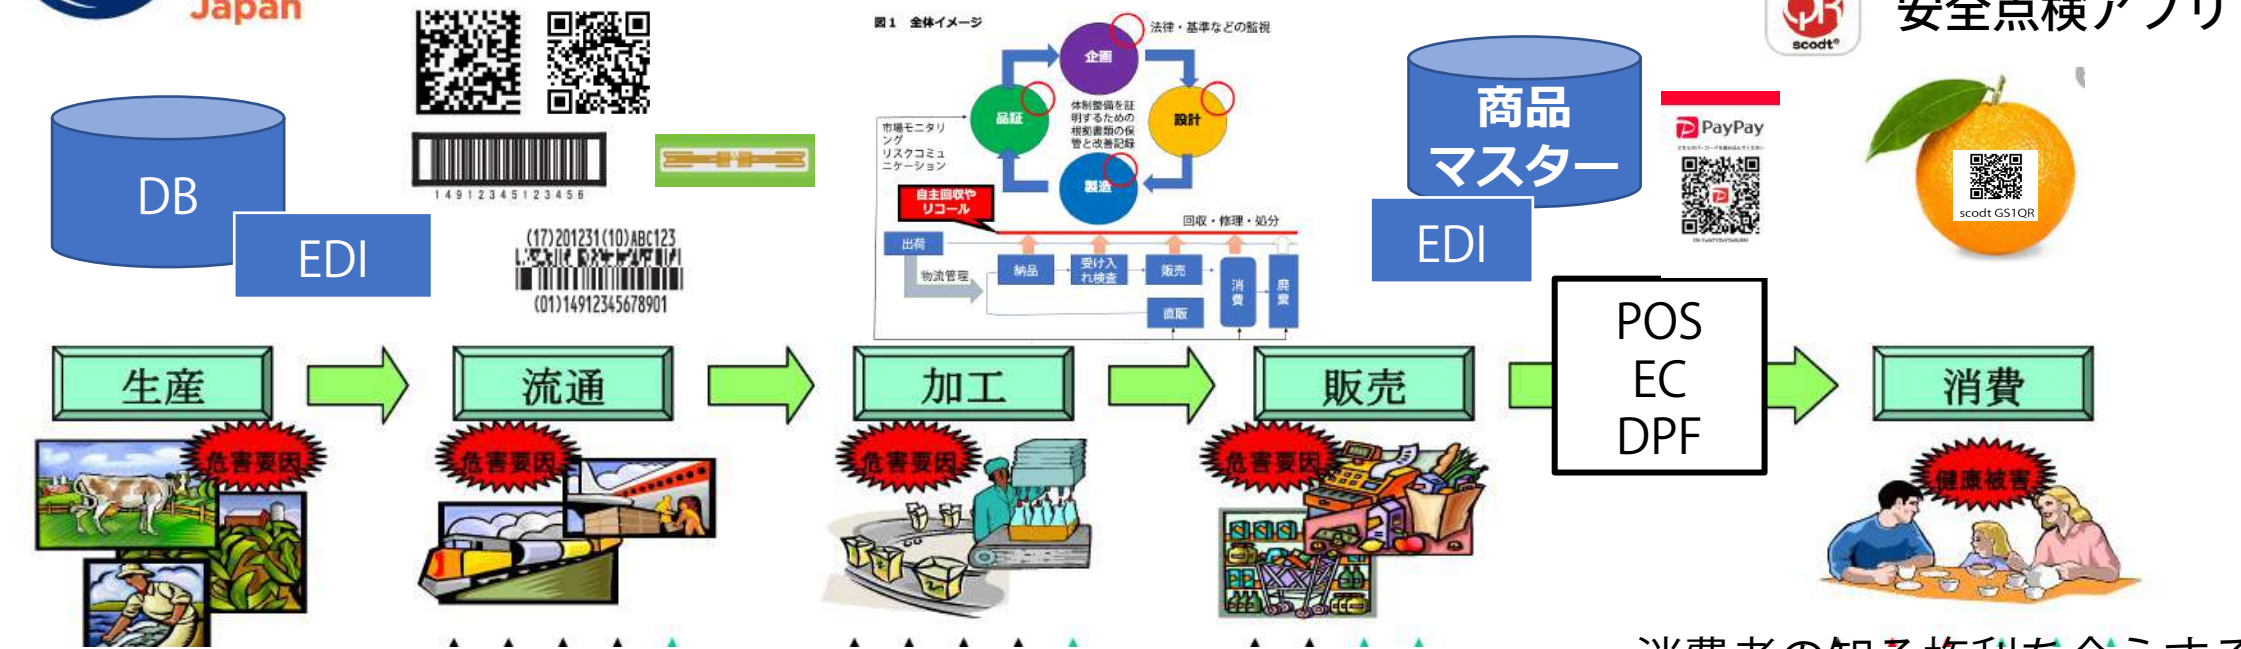 Japan
scodt®
安全点検アプリ
図1 全体イメージ
法律・基準などの監視
企画
品証
設計
製造
体制整備を証
明するための
根拠書類の保
管と改善記録
市場モニタリ
ング
リスクコミュ
ニケーション
自主回収や
リコール
回収・修理・処分
出荷
物流管理
納品
受け入
れ検査
販売
直販
消費
廃棄
DB
EDI
1 4 9 1 2 3 4 5 1 2 3 4 5 6
(17)201231(10)ABC123
(01)14912345678901
商品
マスター
EDI
PayPay
scodt GS1QR
POS
EC
DPF
生産
流通
加工
販売
消費
危害要因
危害要因
危害要因
危害要因
健康被害